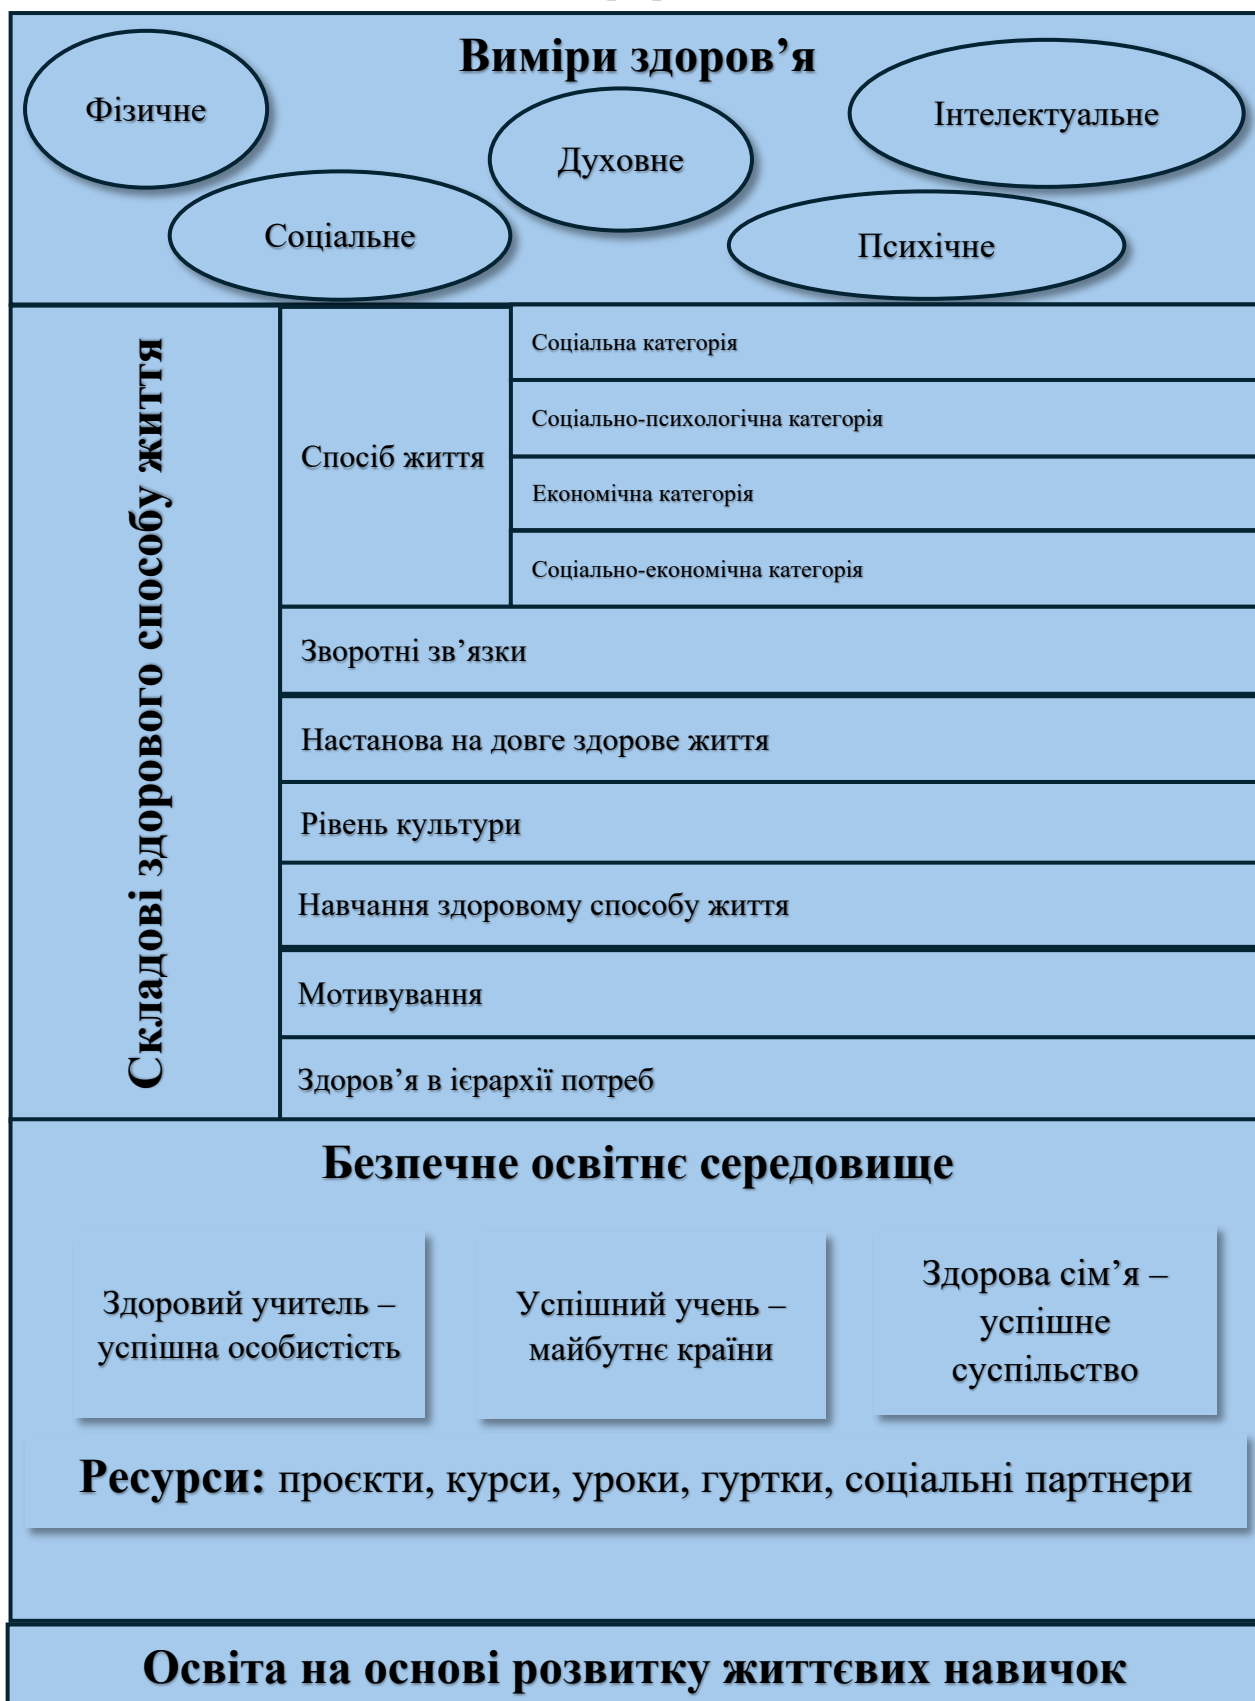 Виміри здоров’я
Фізичне
Інтелектуальне
Духовне
Соціальне
Психічне
Складові здорового способу життя
Спосіб життя
Соціальна категорія
Соціально-психологічна категорія
Економічна категорія
Соціально-економічна категорія
Зворотні зв’язки
Настанова на довге здорове життя
Рівень культури
Навчання здоровому способу життя
Мотивування
Здоров’я в ієрархії потреб
Безпечне освітнє середовище
Здоровий учитель –
успішна особистість
Успішний учень –
майбутнє країни
Здорова сім’я –
успішне
суспільство
Ресурси: проєкти, курси, уроки, гуртки, соціальні партнери
Освіта на основі розвитку життєвих навичок